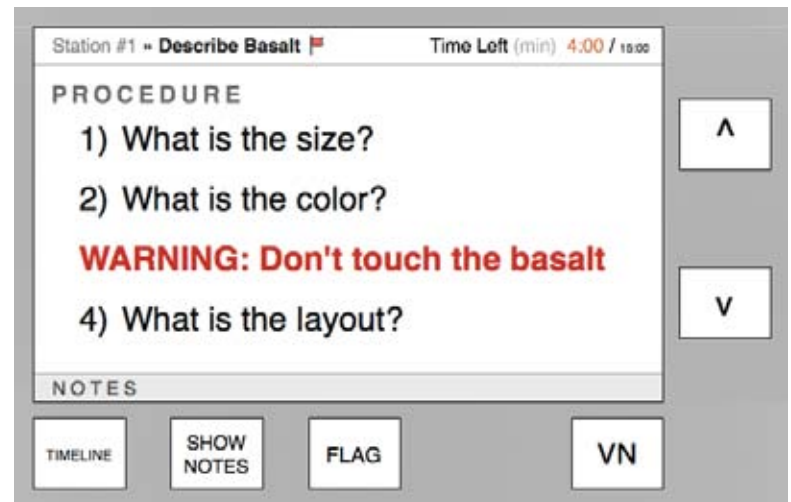 Station #1 » Describe Basalt Time Left (min) 4:00 / 15:00
PROCEDURE
1) What is the size?
^
2) What is the color?
WARNING: Don't touch the basalt
4) What is the layout?
v
NOTES
TIMELINE
SHOW
NOTES
FLAG
VN